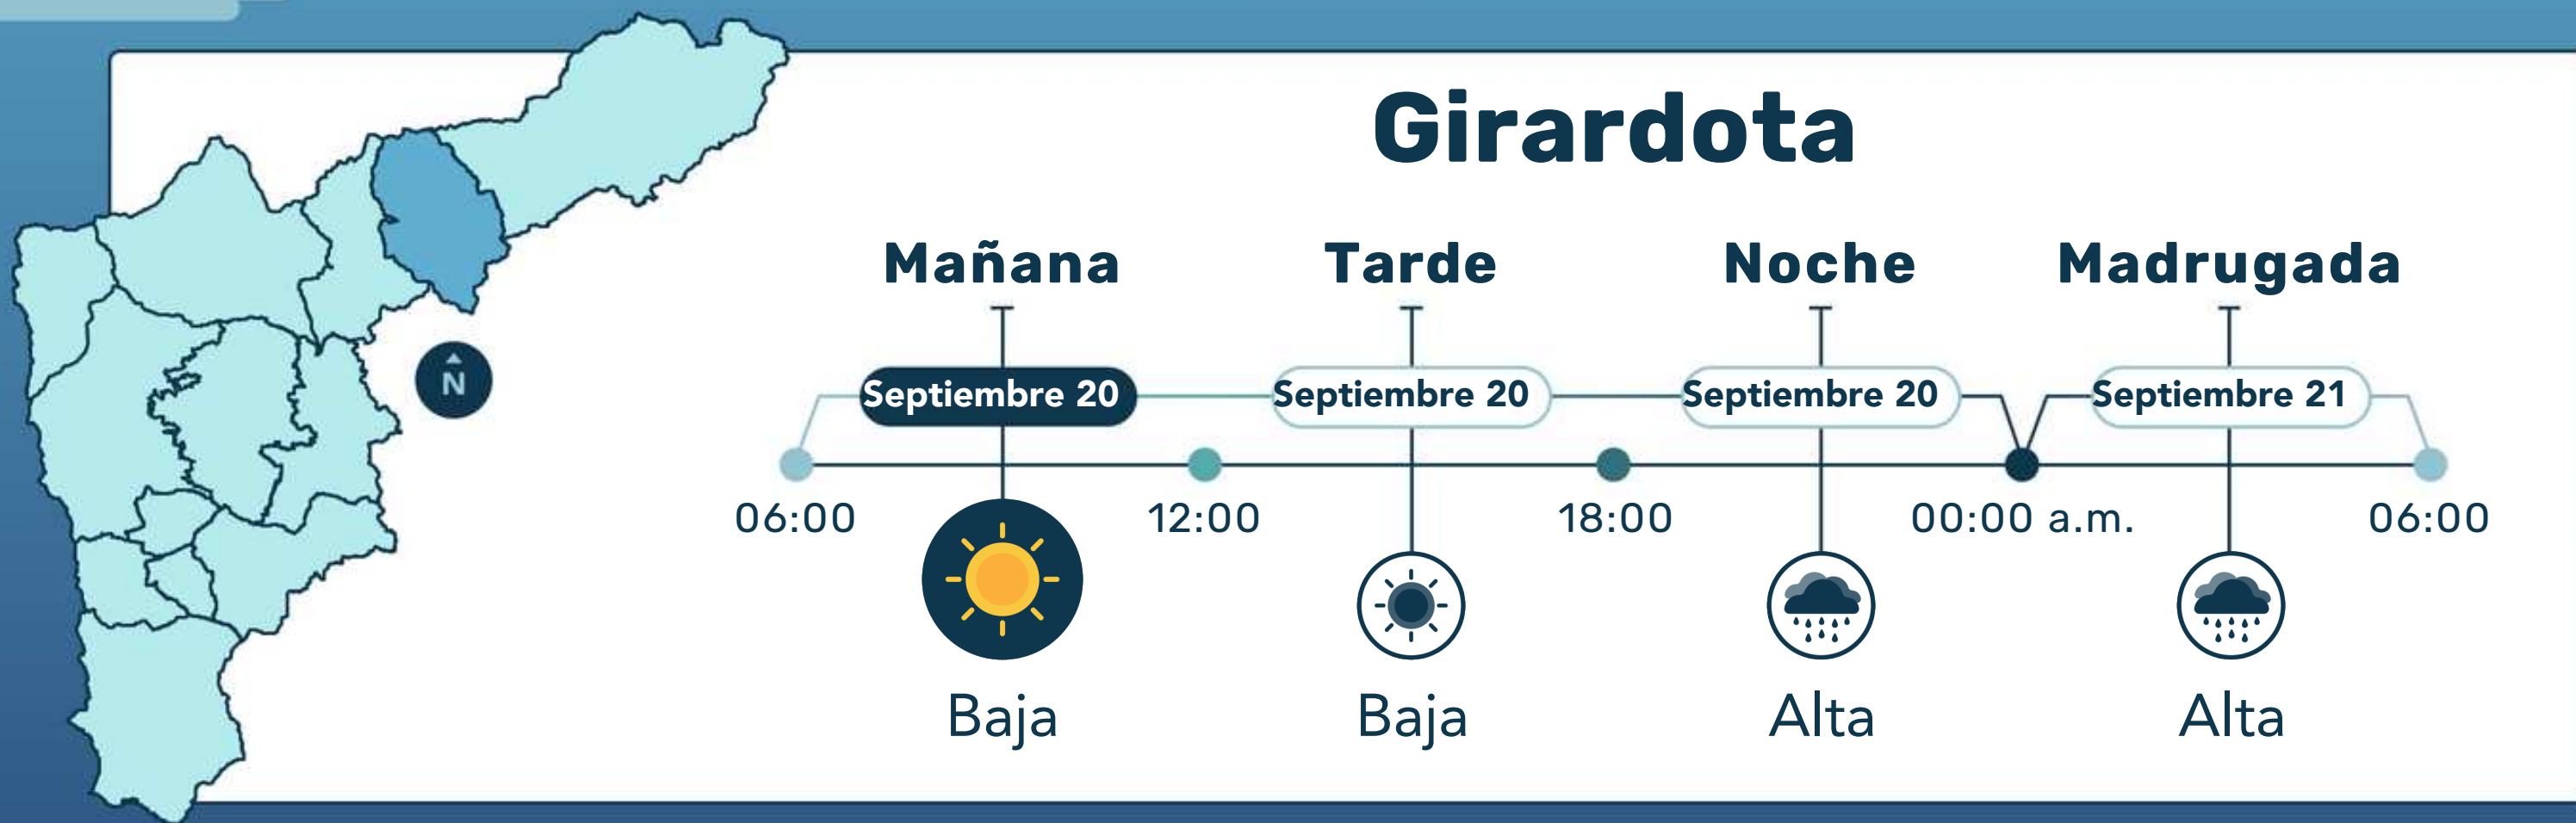 Girardota
Mañana Tarde Noche Madrugada
Septiembre 20 Septiembre 20 Septiembre 20 Septiembre 21
N
06:00 12:00 18:00 00:00 a.m. 06:00
Baja Baja Alta Alta